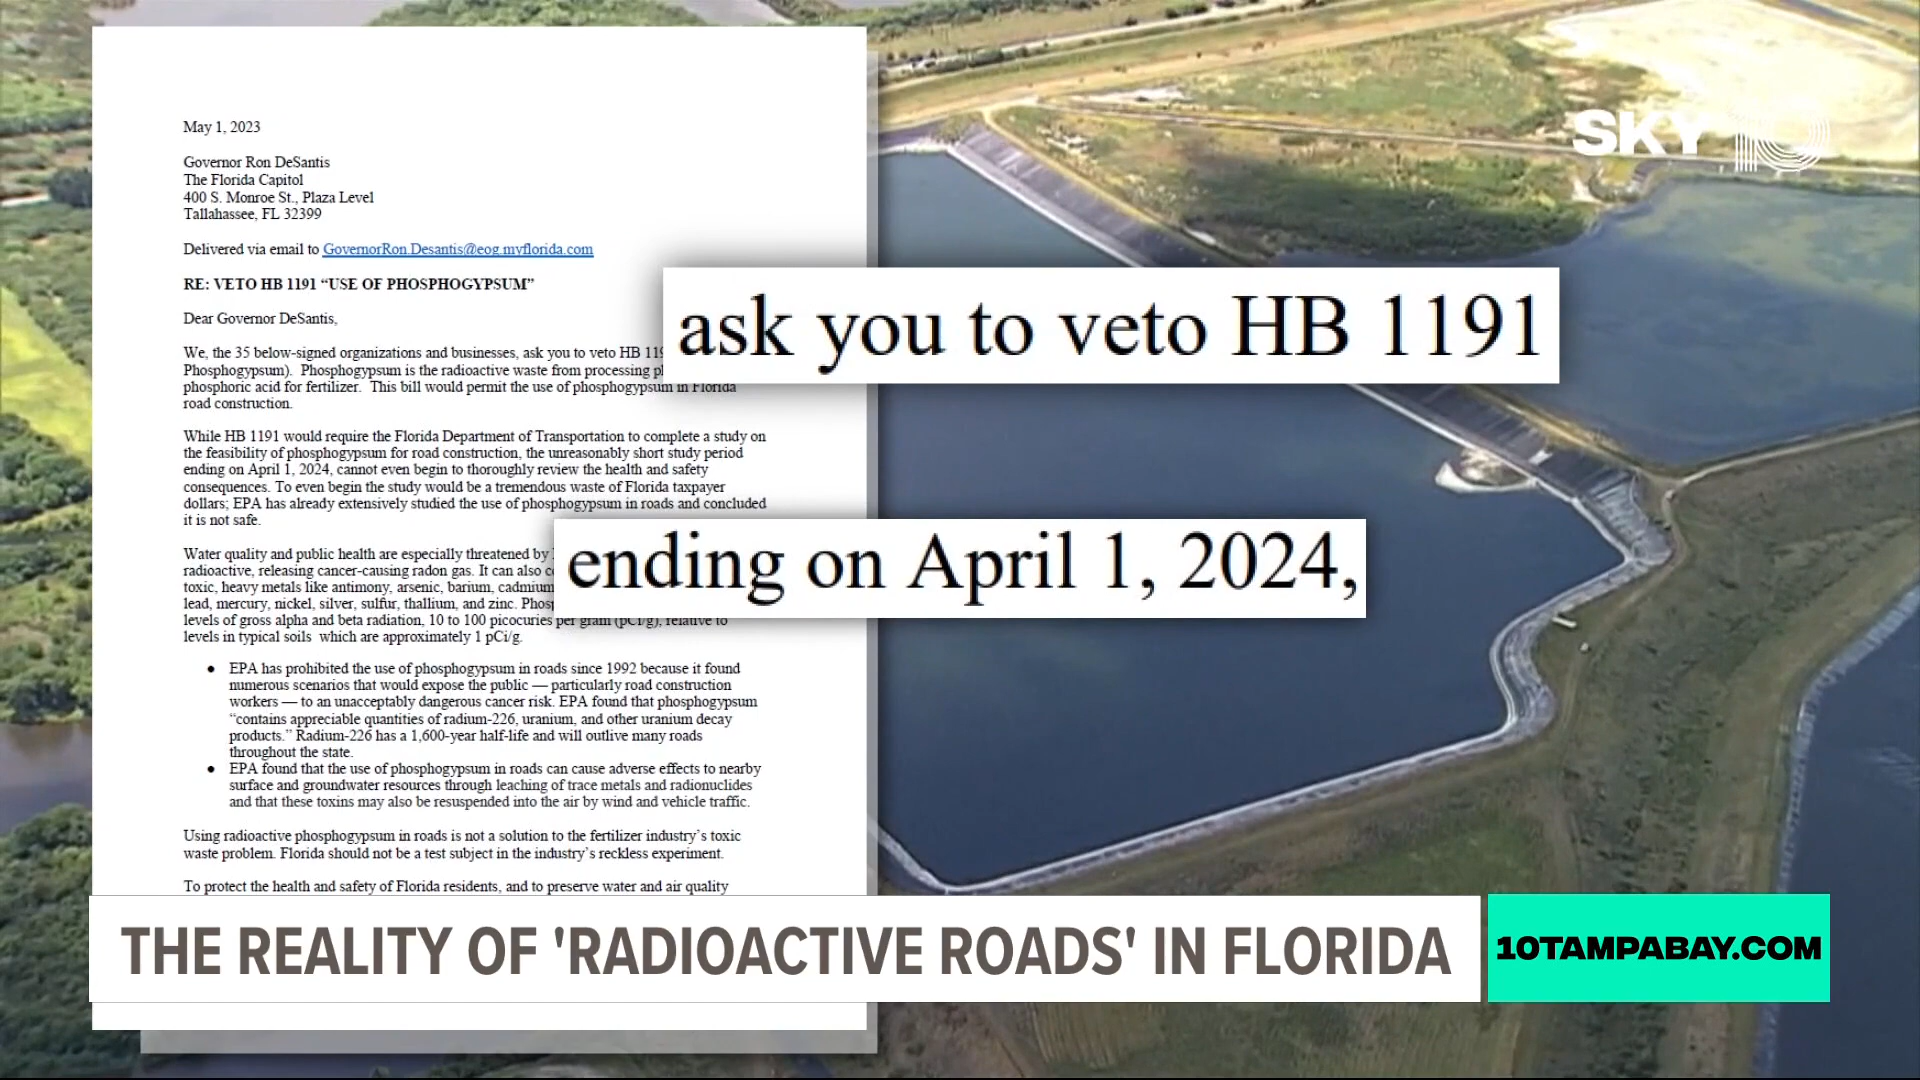 SKY 10
May 1, 2023
Governor Ron DeSantis
The Florida Capitol
400 S. Monroe St., Plaza Level
Tallahassee, FL 32399
Delivered via email to GovernorRon.Desantis@eog.myflorida.com
RE: VETO HB 1191 “USE OF PHOSPHOGYPSUM”
Dear Governor DeSantis,
We, the 35 below-signed organizations and businesses, ask you to veto HB
Phosphogypsum). Phosphogypsum is the radioactive waste from processing
phosphoric acid for fertilizer. This bill would permit the use of phosphogypsum in Florida
road construction.
ask you to veto HB 1191
While HB 1191 would require the Florida Department of Transportation to complete a study on
the feasibility of phosphogypsum for road construction, the unreasonably short study period
ending on April 1, 2024, cannot even begin to thoroughly review the health and safety
consequences. To even begin the study would be a tremendous waste of Florida taxpayer
dollars; EPA has already extensively studied the use of phosphogypsum in roads and concluded
it is not safe.
ending on April 1, 2024,
Water quality and public health are especially threatened by
radioactive, releasing cancer-causing radon gas. It can also
toxic, heavy metals like antimony, arsenic, barium, cadmium
lead, mercury, nickel, silver, sulfur, thallium, and zinc.
levels of gross alpha and beta radiation, 10 to 100 picocuries per gram (pCi/g), relative to
levels in typical soils which are approximately 1 pCi/g.
● EPA has prohibited the use of phosphogypsum in roads since 1992 because it found
numerous scenarios that would expose the public — particularly road construction
workers — to an unacceptably dangerous cancer risk. EPA found that phosphogypsum
“contains appreciable quantities of radium-226, uranium, and other uranium decay
products.” Radium-226 has a 1,600-year half-life and will outlive many roads
throughout the state.
● EPA found that the use of phosphogypsum in roads can cause adverse effects to nearby
surface and groundwater resources through leaching of trace metals and radionuclides
and that these toxins may also be resuspended into the air by wind and vehicle traffic.
Using radioactive phosphogypsum in roads is not a solution to the fertilizer industry’s toxic
waste problem. Florida should not be a test subject in the industry’s reckless experiment.
To protect the health and safety of Florida residents, and to preserve water and air quality
THE REALITY OF 'RADIOACTIVE ROADS' IN FLORIDA
10TAMPABAY.COM